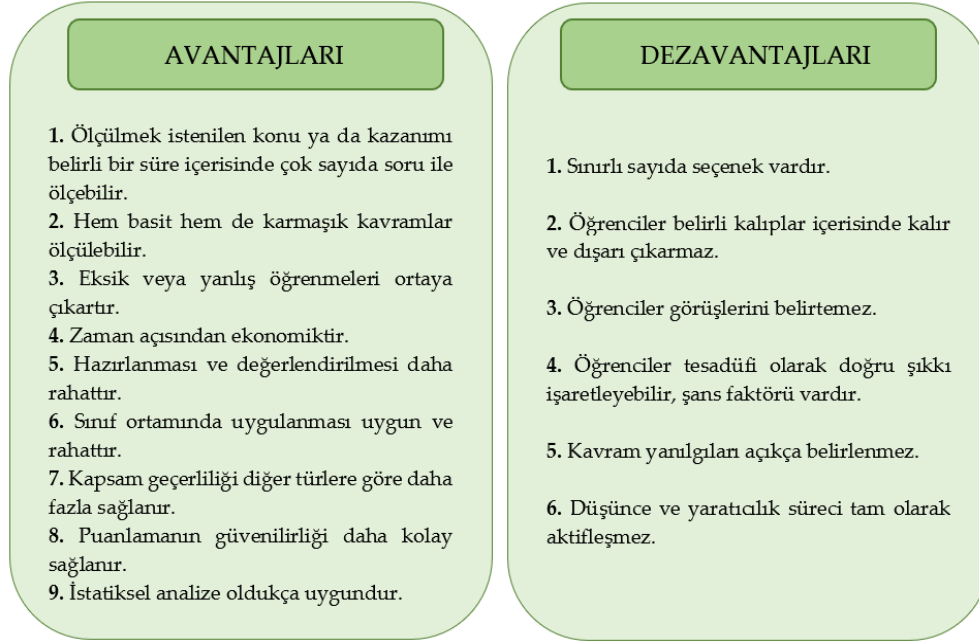 AVANTAJLARI
1. Ölçülmek istenilen konu ya da kazanımı
belirli bir süre içerisinde çok sayıda soru ile
ölçebilir.
2. Hem basit hem de karmaşık kavramlar
ölçülebilir.
3. Eksik veya yanlış öğrenmeleri ortaya
çıkartır.
4. Zaman açısından ekonomiktir.
5. Hazırlanması ve değerlendirilmesi daha
rahattır.
6. Sınıf ortamında uygulanması uygun ve
rahattır.
7. Kapsam geçerliliği diğer türlere göre daha
fazla sağlanır.
8. Puanlamanın güvenilirliği daha kolay
sağlanır.
9. İstatiksel analize oldukça uygundur.
DEZAVANTAJLARI
1. Sınırlı sayıda seçenek vardır.
2. Öğrenciler belirli kalıplar içerisinde kalır
ve dışarı çıkarmaz.
3. Öğrenciler görüşlerini belirtemez.
4. Öğrenciler tesadüfi olarak doğru şıkkı
işaretleyebilir, şans faktörü vardır.
5. Kavram yanılgıları açıkça belirlenmez.
6. Düşünce ve yaratıcılık süreci tam olarak
aktifleşmez.